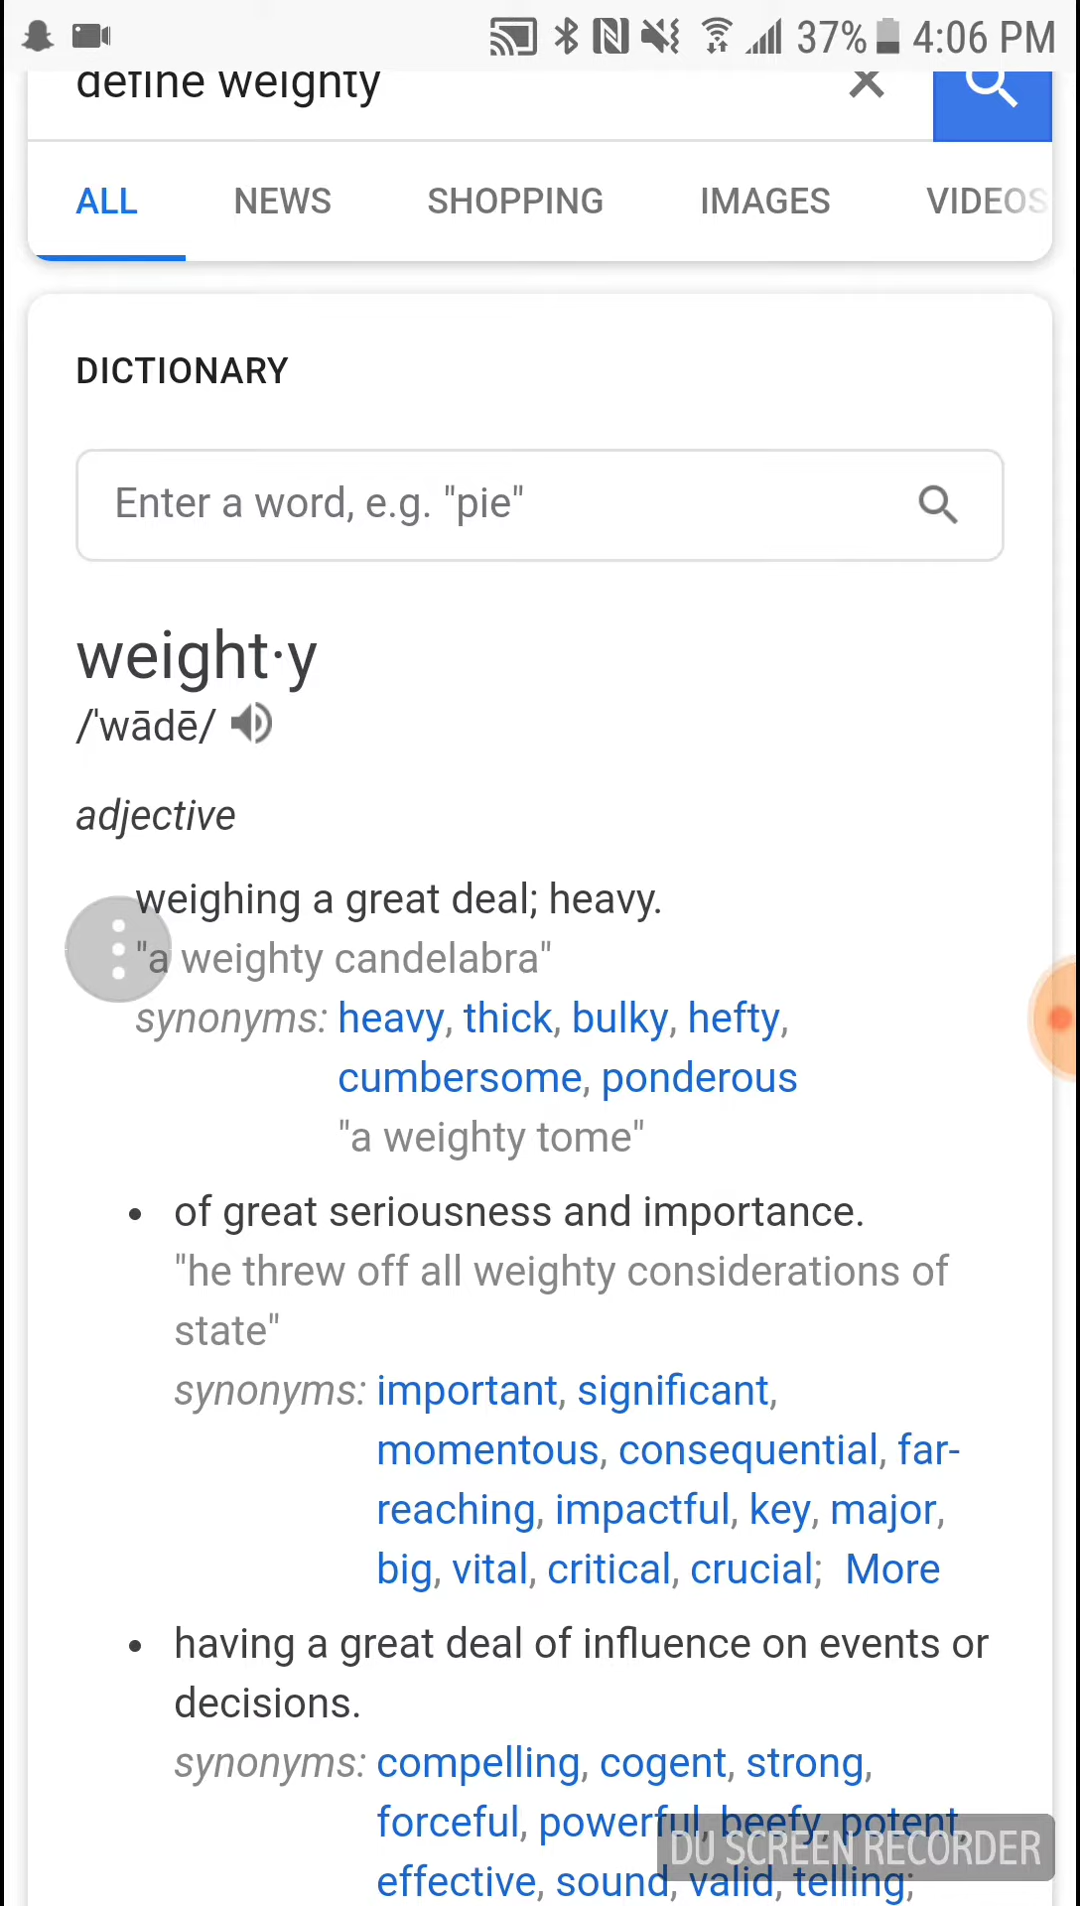 37% 4:06 PM
define weighty
ALL NEWS SHOPPING IMAGES VIDEOS
DICTIONARY
Enter a word, e.g. "pie"
weight·y
/ˈwādē/
adjective
weighing a great deal; heavy.
"a weighty candelabra"
synonyms: heavy, thick, bulky, hefty,
cumbersome, ponderous
"a weighty tome"
• of great seriousness and importance.
"he threw off all weighty considerations of
state"
synonyms: important, significant,
momentous, consequential, far-
reaching, impactful, key, major,
big, vital, critical, crucial; More
• having a great deal of influence on events or
decisions.
synonyms: compelling, cogent, strong,
forceful, powerful, beefy, potent,
DU SCREEN RECORDER
effective, sound, valid, telling;